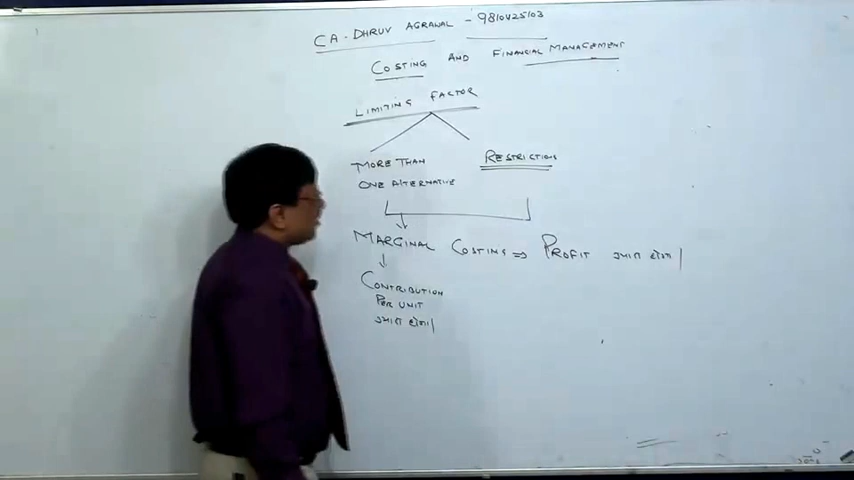 CA. DHRUV AGRAWAL - 9810425103
COSTING AND FINANCIAL MANAGEMENT
LIMITING FACTOR
MORE THAN
ONE ALTERNATIVE
RESTRICTIONS
MARGINAL COSTING ⇒ PROFIT ज़्यादा होगा।
CONTRIBUTION
PER UNIT
ज़्यादा होगा।